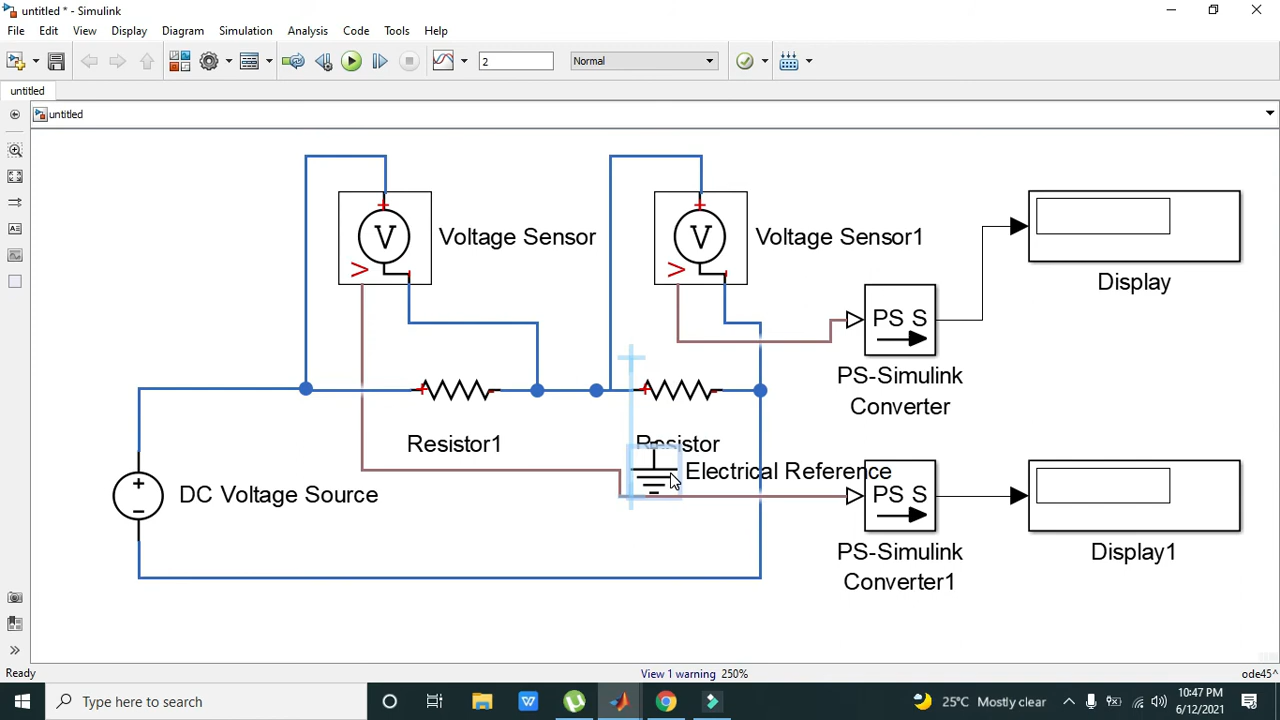 untitled * - Simulink
File Edit View Display Diagram Simulation Analysis Code Tools Help
2 Normal
untitled
untitled
V Voltage Sensor
V Voltage Sensor1
Display
PS S
PS-Simulink
Converter
Resistor1
Resistor
Electrical Reference
DC Voltage Source
PS S
PS-Simulink
Converter1
Display1
Ready View 1 warning 250% ode45^
Type here to search
25°C Mostly clear
10:47 PM
6/12/2021